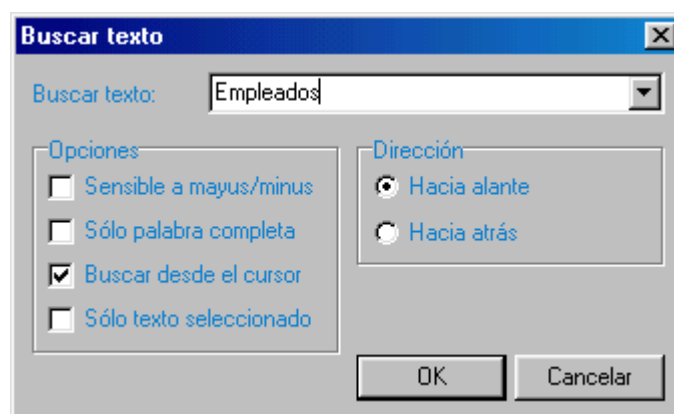 Buscar texto
Buscar texto: Empleados
Opciones
Sensible a mayus/minus
Sólo palabra completa
Buscar desde el cursor
Sólo texto seleccionado
Dirección
Hacia alante
Hacia atrás
OK
Cancelar